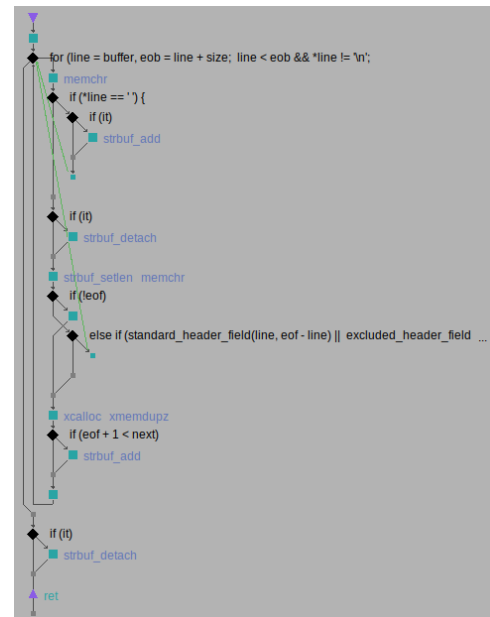 for (line = buffer, eob = line + size; line < eob && *line != '\n';
memchr
if (*line == ' ') {
if (it)
strbuf_add
if (it)
strbuf_detach
strbuf_setlen memchr
if (!eof)
else if (standard_header_field(line, eof - line) || excluded_header_field ...
xcalloc xmemdupz
if (eof + 1 < next)
strbuf_add
if (it)
strbuf_detach
ret